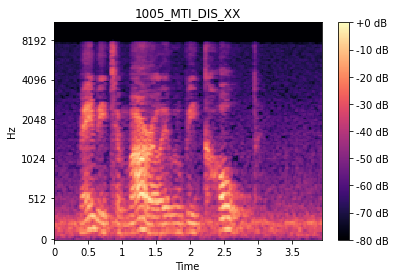 1005_MTI_DIS_XX
8192
4096
2048
1024
512
0
Hz
0 0.5 1 1.5 2 2.5 3 3.5
Time
+0 dB
-10 dB
-20 dB
-30 dB
-40 dB
-50 dB
-60 dB
-70 dB
-80 dB